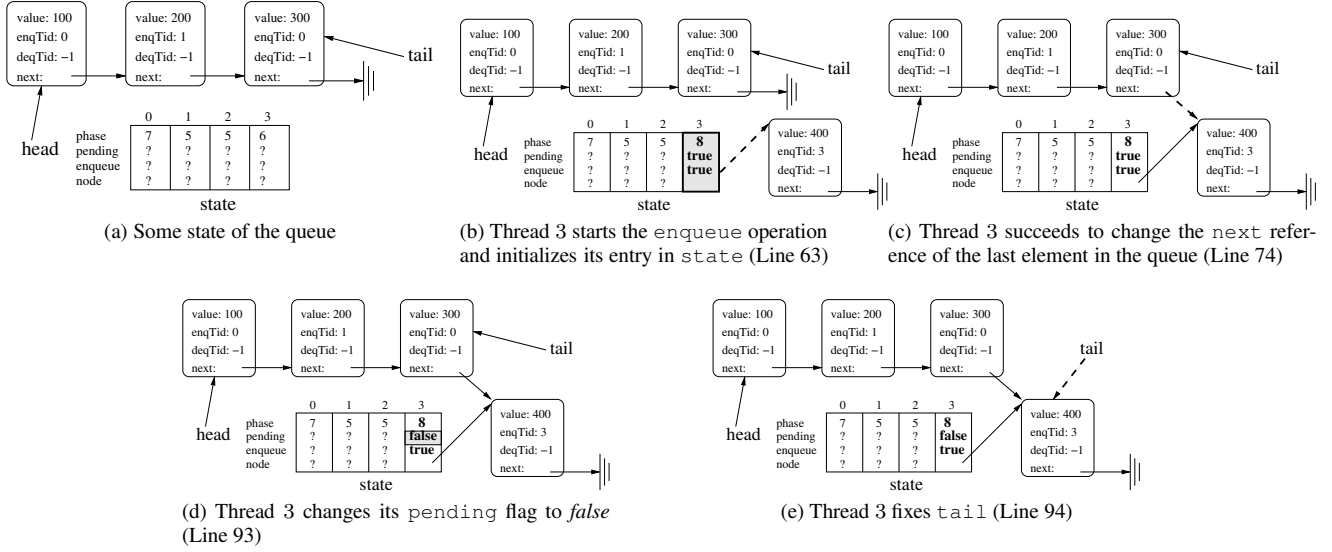 value: 100
enqTid: 0
deqTid: −1
next:
value: 200
enqTid: 1
deqTid: −1
next:
value: 300
enqTid: 0
deqTid: −1
next:
tail
head
0 1 2 3
phase 7 5 5 6
pending ? ? ? ?
enqueue ? ? ? ?
node ? ? ? ?
state
(a) Some state of the queue
value: 100
enqTid: 0
deqTid: −1
next:
value: 200
enqTid: 1
deqTid: −1
next:
value: 300
enqTid: 0
deqTid: −1
next:
tail
head
0 1 2 3
phase 7 5 5 8
pending ? ? ? true
enqueue ? ? ? true
node ? ? ?
state
value: 400
enqTid: 3
deqTid: −1
next:
(b) Thread 3 starts the enqueue operation
and initializes its entry in state (Line 63)
value: 100
enqTid: 0
deqTid: −1
next:
value: 200
enqTid: 1
deqTid: −1
next:
value: 300
enqTid: 0
deqTid: −1
next:
tail
head
0 1 2 3
phase 7 5 5 8
pending ? ? ? true
enqueue ? ? ? true
node ? ? ?
state
value: 400
enqTid: 3
deqTid: −1
next:
(c) Thread 3 succeeds to change the next refer-
ence of the last element in the queue (Line 74)
value: 100
enqTid: 0
deqTid: −1
next:
value: 200
enqTid: 1
deqTid: −1
next:
value: 300
enqTid: 0
deqTid: −1
next:
tail
head
0 1 2 3
phase 7 5 5 8
pending ? ? ? false
enqueue ? ? ? true
node ? ? ?
state
value: 400
enqTid: 3
deqTid: −1
next:
(d) Thread 3 changes its pending flag to false
(Line 93)
value: 100
enqTid: 0
deqTid: −1
next:
value: 200
enqTid: 1
deqTid: −1
next:
value: 300
enqTid: 0
deqTid: −1
next:
tail
head
0 1 2 3
phase 7 5 5 8
pending ? ? ? false
enqueue ? ? ? true
node ? ? ?
state
value: 400
enqTid: 3
deqTid: −1
next:
(e) Thread 3 fixes tail (Line 94)